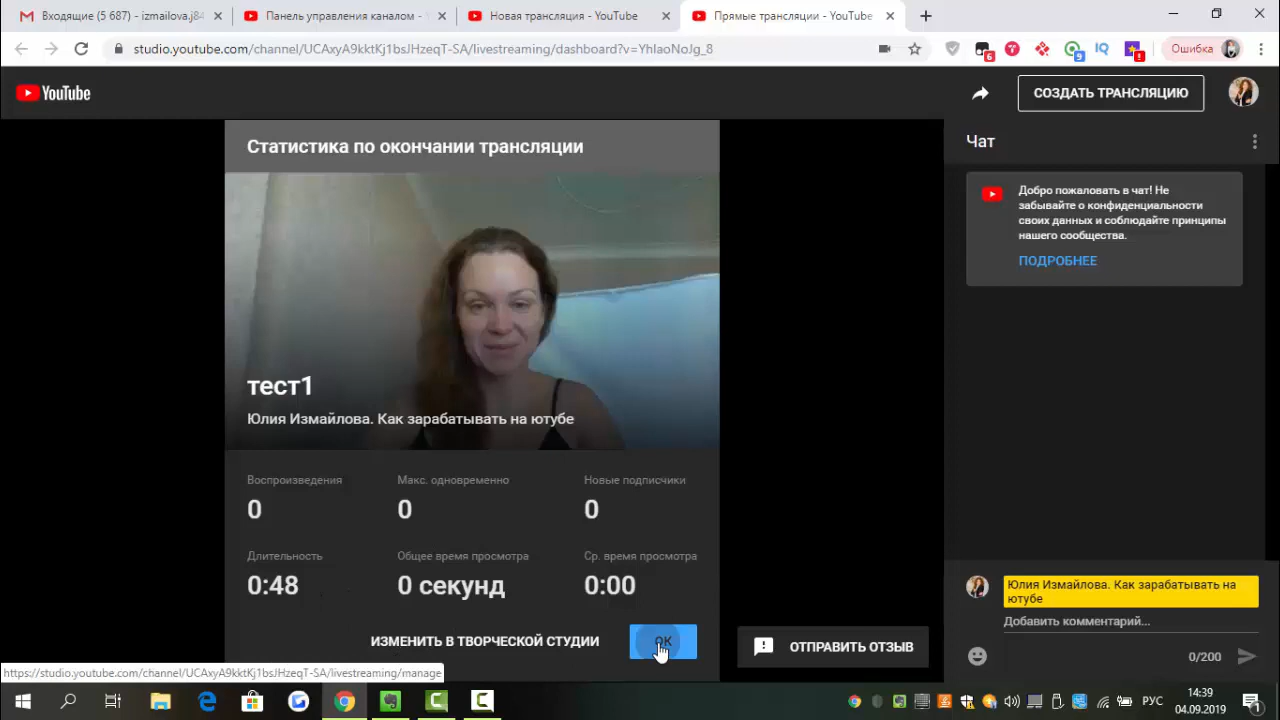 Входящие (5 687) - izmailova.j84
Панель управления каналом -
Новая трансляция - YouTube
Прямые трансляции - YouTube
studio.youtube.com/channel/UCAxyA9kktKj1bsJHzeqT-SA/livestreaming/dashboard?v=YhIaoNoJg_8
6
9
IQ
Ошибка
YouTube
СОЗДАТЬ ТРАНСЛЯЦИЮ
Статистика по окончании трансляции
Чат
Добро пожаловать в чат! Не
забывайте о конфиденциальности
своих данных и соблюдайте принципы
нашего сообщества.
ПОДРОБНЕЕ
тест1
Юлия Измайлова. Как зарабатывать на ютубе
Воспроизведения
Макс. одновременно
Новые подписчики
0
0
0
Длительность
Общее время просмотра
Ср. время просмотра
0:48
0 секунд
0:00
Юлия Измайлова. Как зарабатывать на
ютубе
Добавить комментарий...
ИЗМЕНИТЬ В ТВОРЧЕСКОЙ СТУДИИ
ОК
ОТПРАВИТЬ ОТЗЫВ
0/200
https://studio.youtube.com/channel/UCAxyA9kktKj1bsJHzeqT-SA/livestreaming/manage
РУС
14:39
04.09.2019
1